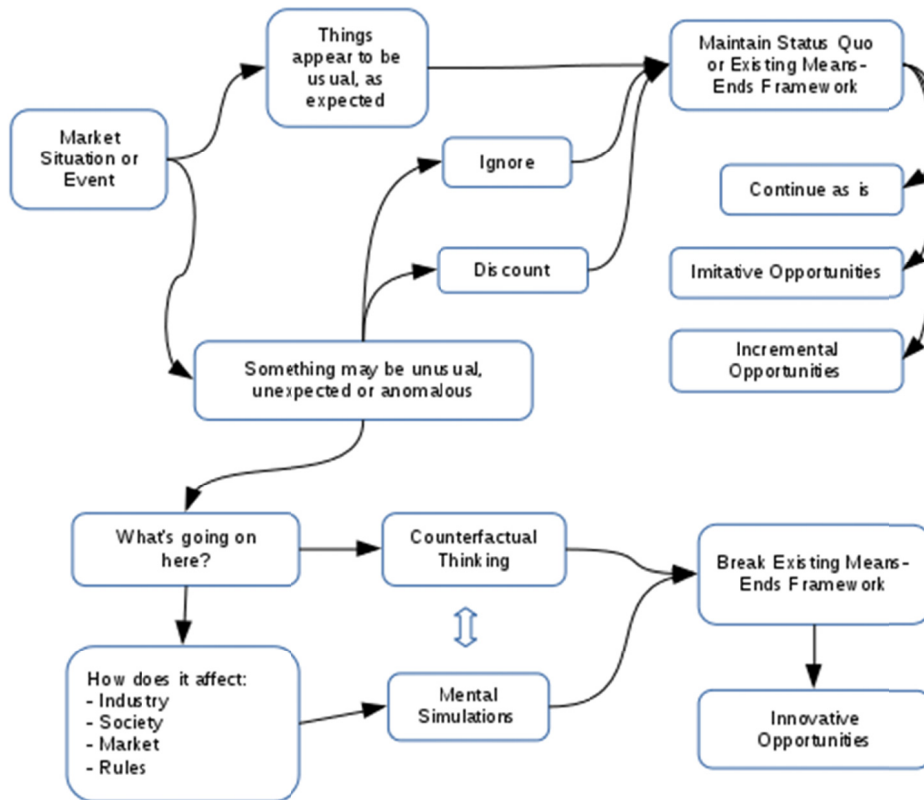 Things
appear to be
usual, as
expected
Maintain Status Quo
or Existing Means-
Ends Framework
Market
Situation or
Event
Ignore
Continue as is
Discount
Imitative Opportunities
Incremental
Opportunities
Something may be unusual,
unexpected or anomalous
What's going on
here?
Counterfactual
Thinking
Break Existing Means-
Ends Framework
How does it affect:
- Industry
- Society
- Market
- Rules
Mental
Simulations
Innovative
Opportunities